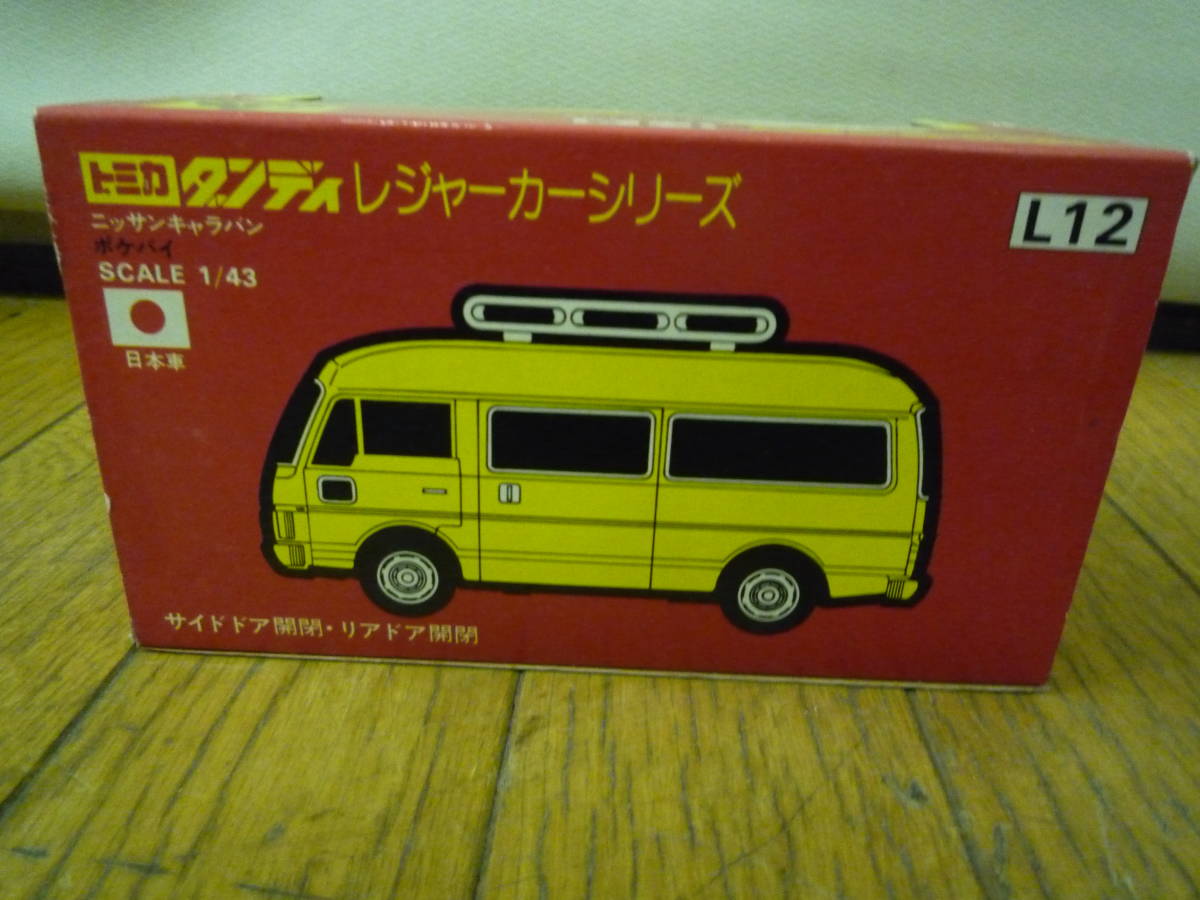 トミカ ダンディ レジャーカーシリーズ
L12
ニッサンキャラバン
ポケバイ
SCALE 1/43
日本車
サイドドア開閉・リアドア開閉